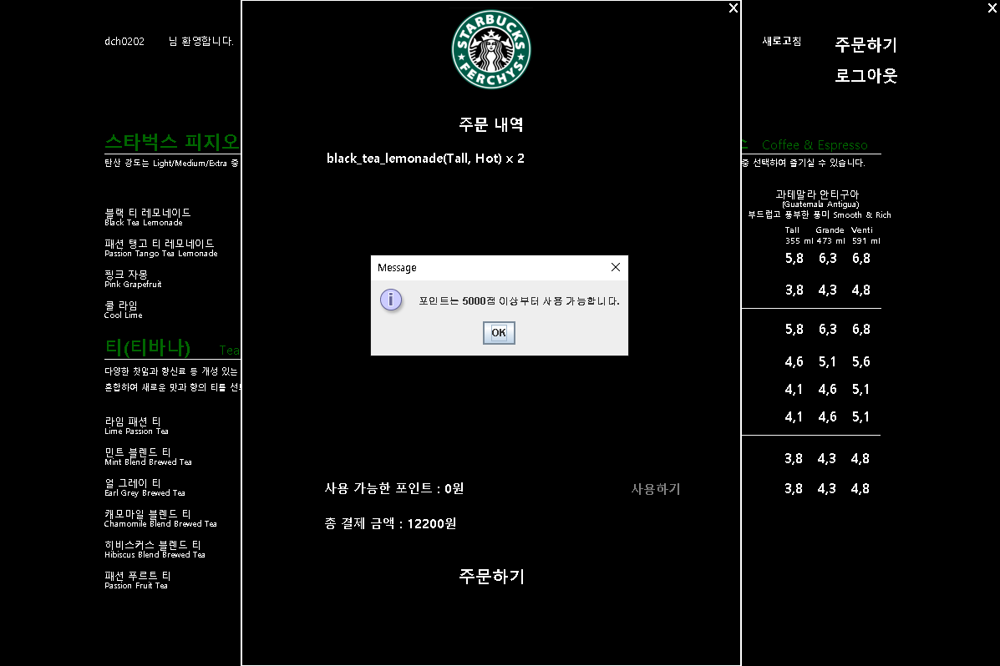 dch0202 님 환영합니다.
새로고침
주문하기
로그아웃
STARBUCKS
FERCHYS
주문 내역
black_tea_lemonade(Tall, Hot) x 2
스타벅스 피지오
탄산 강도는 Light/Medium/Extra 중
블랙 티 레모네이드
Black Tea Lemonade
패션 탱고 티 레모네이드
Passion Tango Tea Lemonade
핑크 자몽
Pink Grapefruit
쿨 라임
Cool Lime
티(티바나) Tea
다양한 찻잎과 향신료 등 개성 있는
혼합하여 새로운 맛과 향의 티를
라임 패션 티
Lime Passion Tea
민트 블렌드 티
Mint Blend Brewed Tea
얼 그레이 티
Earl Grey Brewed Tea
캐모마일 블렌드 티
Chamomile Blend Brewed Tea
히비스커스 블렌드 티
Hibiscus Blend Brewed Tea
패션 푸르트 티
Passion Fruit Tea
Message
포인트는 5000점 이상부터 사용 가능합니다.
OK
사용 가능한 포인트 : 0원
사용하기
총 결제 금액 : 12200원
주문하기
Coffee & Espresso
중 선택하여 즐기실 수 있습니다.
과테말라 안티구아
(Guatemala Antigua)
부드럽고 풍부한 풍미 Smooth & Rich
Tall Grande Venti
355 ml 473 ml 591 ml
5,8 6,3 6,8
3,8 4,3 4,8
5,8 6,3 6,8
4,6 5,1 5,6
4,1 4,6 5,1
4,1 4,6 5,1
3,8 4,3 4,8
3,8 4,3 4,8